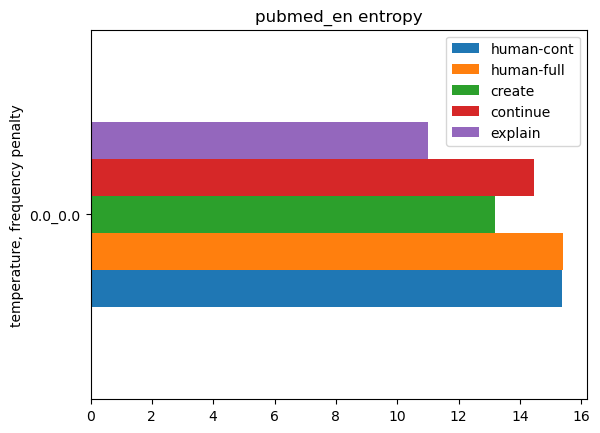 pubmed_en entropy
human-cont
human-full
create
continue
explain
temperature, frequency penalty
0.0_0.0
0 2 4 6 8 10 12 14 16